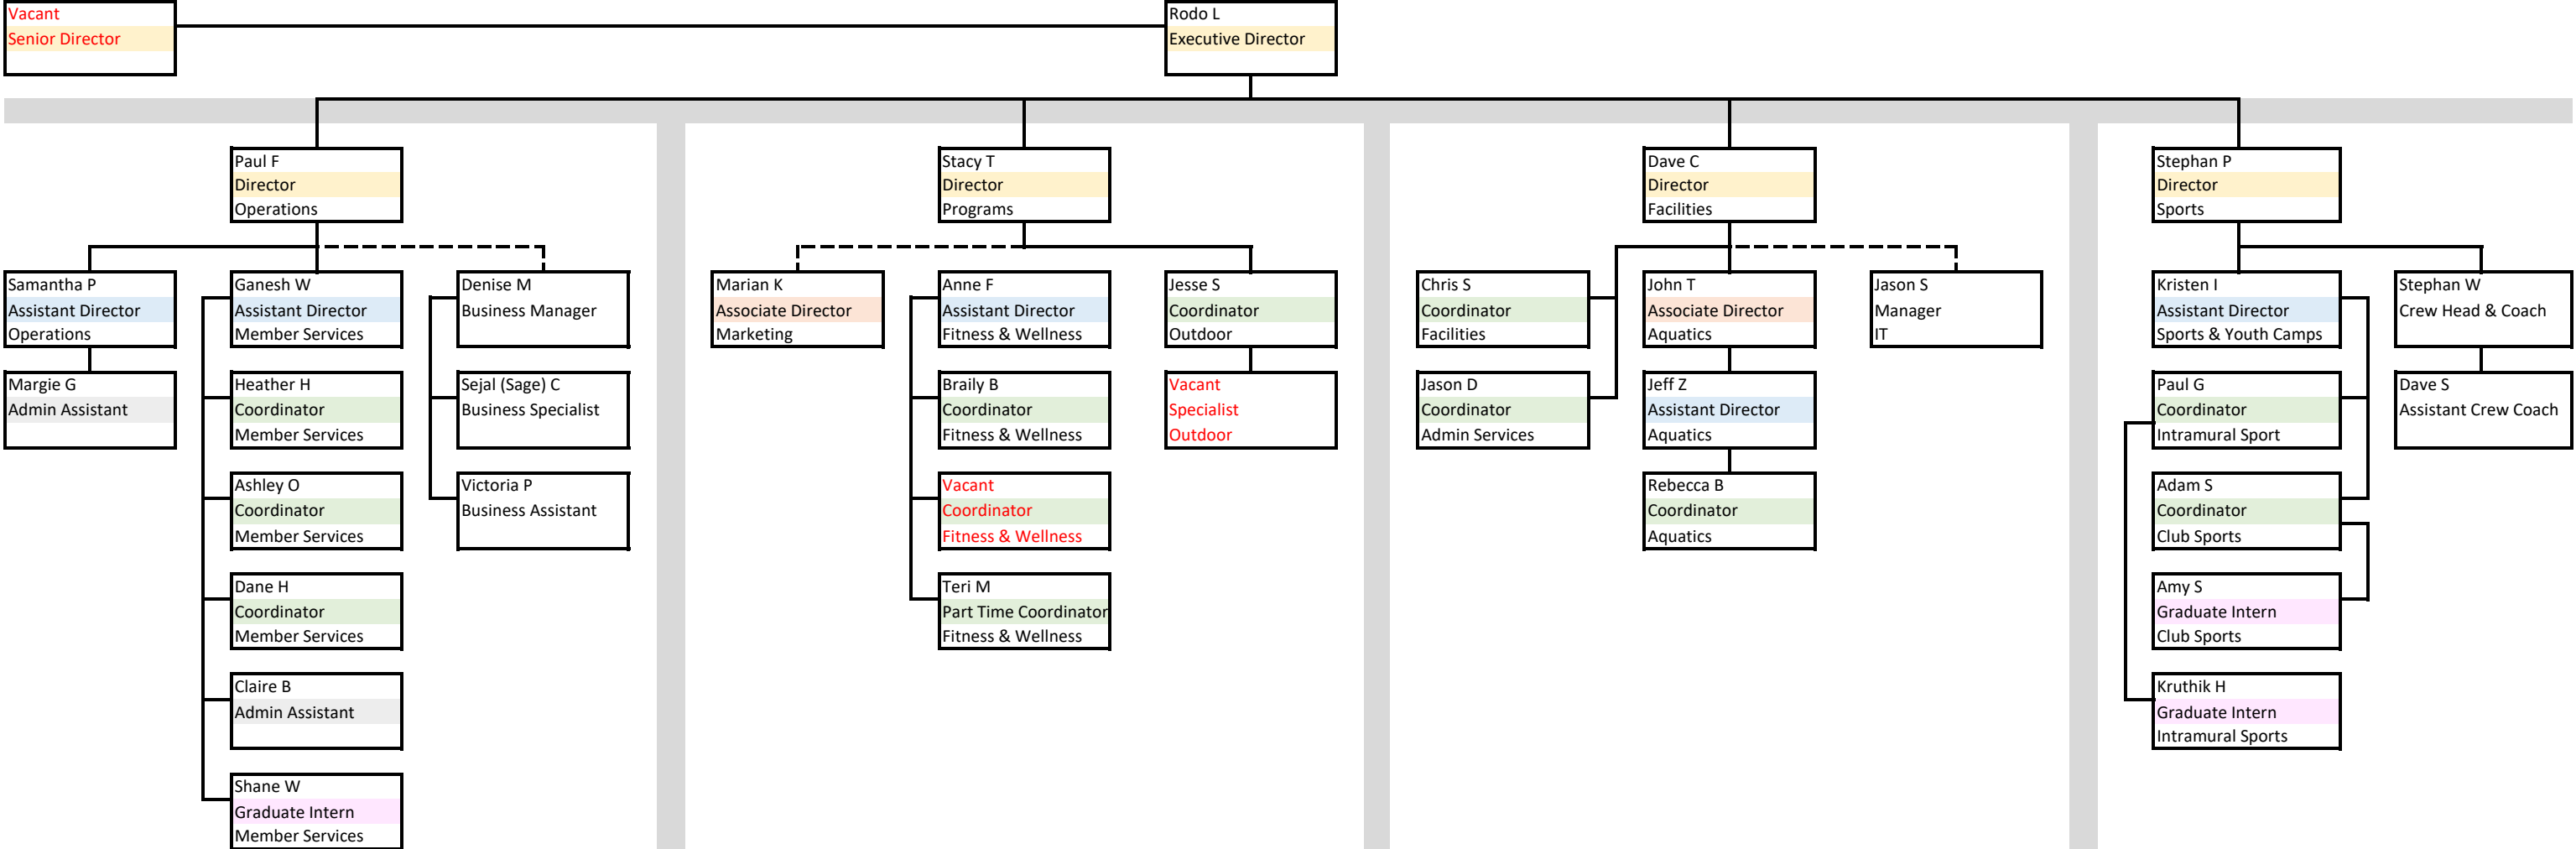 Vacant
Senior Director
Rodo L
Executive Director
Paul F
Director
Operations
Stacy T
Director
Programs
Dave C
Director
Facilities
Stephan P
Director
Sports
Samantha P
Assistant Director
Operations
Margie G
Admin Assistant
Ganesh W
Assistant Director
Member Services
Heather H
Coordinator
Member Services
Ashley O
Coordinator
Member Services
Dane H
Coordinator
Member Services
Claire B
Admin Assistant
Shane W
Graduate Intern
Member Services
Denise M
Business Manager
Sejal (Sage) C
Business Specialist
Victoria P
Business Assistant
Marian K
Associate Director
Marketing
Anne F
Assistant Director
Fitness & Wellness
Braily B
Coordinator
Fitness & Wellness
Vacant
Coordinator
Fitness & Wellness
Teri M
Part Time Coordinator
Fitness & Wellness
Jesse S
Coordinator
Outdoor
Vacant
Specialist
Outdoor
Chris S
Coordinator
Facilities
Jason D
Coordinator
Admin Services
John T
Associate Director
Aquatics
Jeff Z
Assistant Director
Aquatics
Rebecca B
Coordinator
Aquatics
Jason S
Manager
IT
Kristen I
Assistant Director
Sports & Youth Camps
Paul G
Coordinator
Intramural Sport
Adam S
Coordinator
Club Sports
Amy S
Graduate Intern
Club Sports
Kruthik H
Graduate Intern
Intramural Sports
Stephan W
Crew Head & Coach
Dave S
Assistant Crew Coach